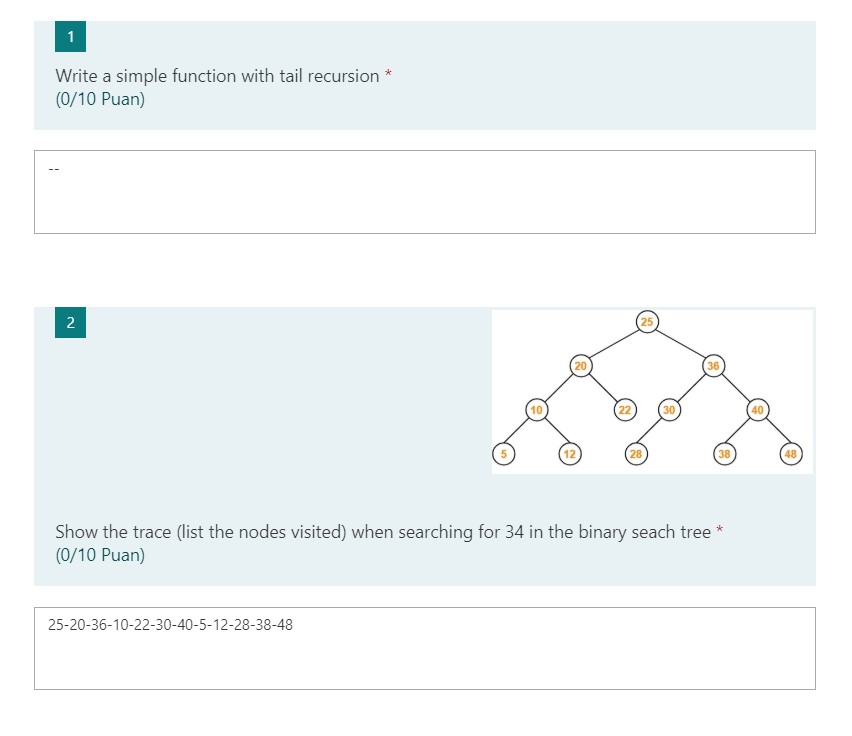 1
Write a simple function with tail recursion *
(0/10 Puan)
--
2
25
20 36
10 22 30 40
5 12 28 38 48
Show the trace (list the nodes visited) when searching for 34 in the binary seach tree *
(0/10 Puan)
25-20-36-10-22-30-40-5-12-28-38-48